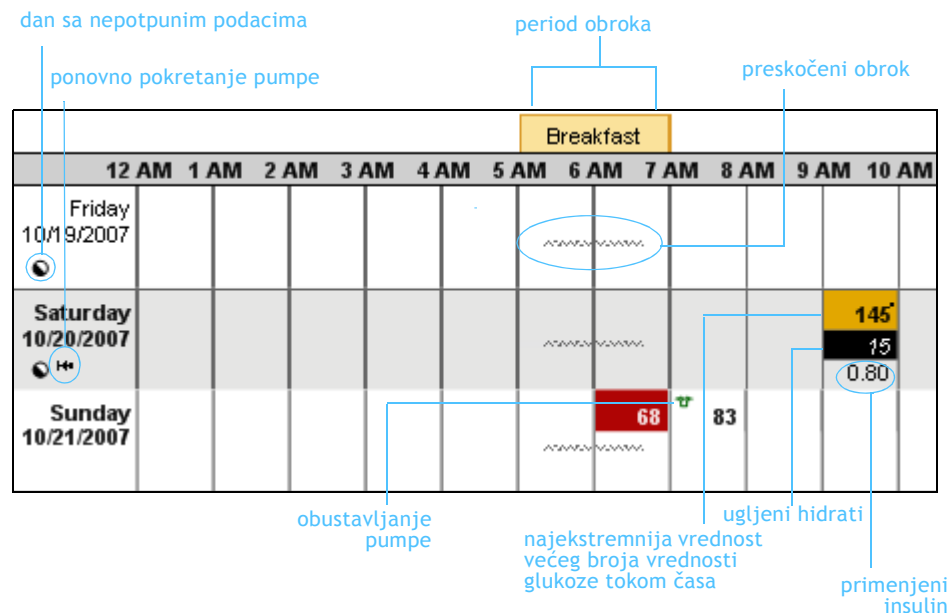 dan sa nepotpunim podacima
period obroka
ponovno pokretanje pumpe
preskočeni obrok
Breakfast
12 AM 1 AM 2 AM 3 AM 4 AM 5 AM 6 AM 7 AM 8 AM 9 AM 10 AM
Friday
10/19/2007
Saturday
10/20/2007
145
15
0.80
Sunday
10/21/2007
68
83
obustavljanje
pumpe
najekstremnija vrednost
većeg broja vrednosti
glukoze tokom časa
ugljeni hidrati
primenjeni
insulin